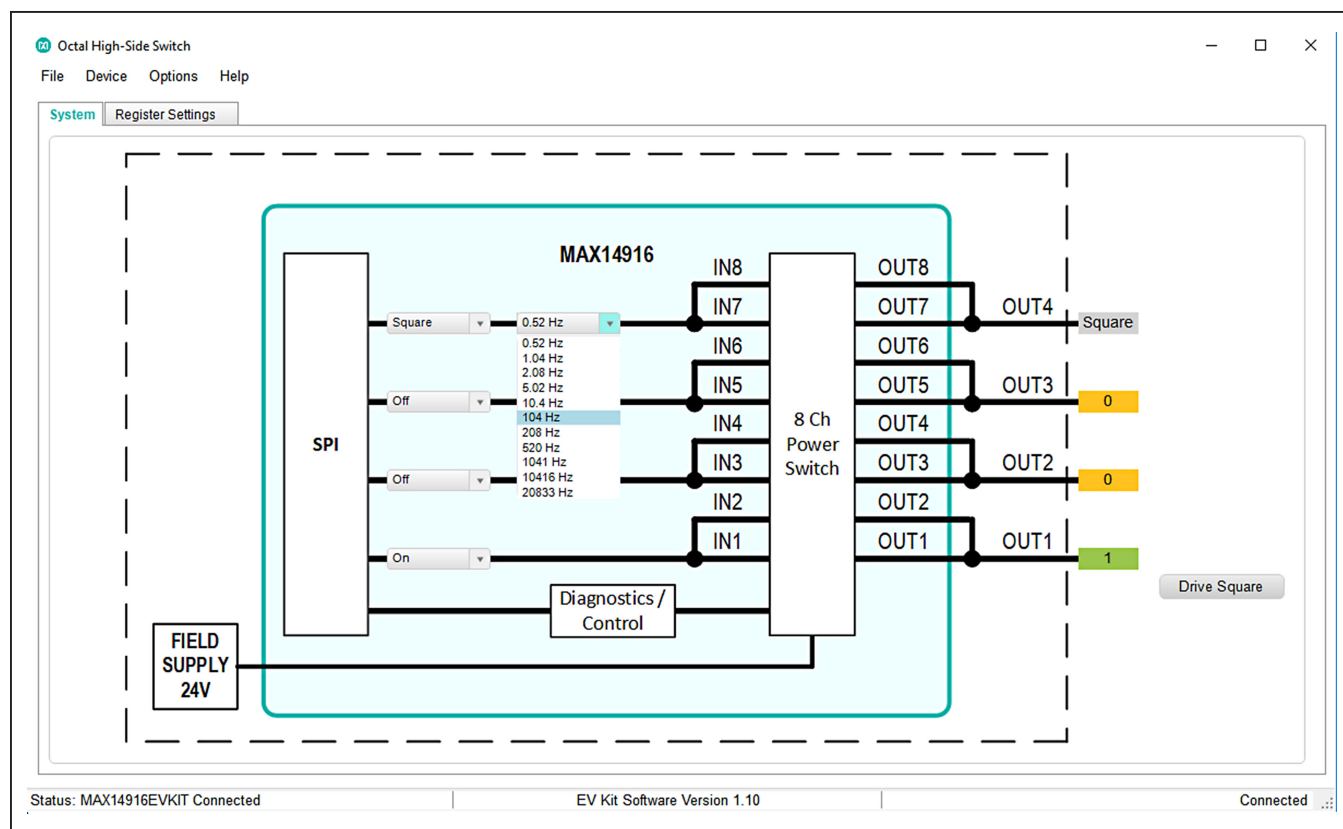 Octal High-Side Switch
File Device Options Help
System Register Settings
MAX14916
IN8 OUT8
IN7 OUT7 OUT4
Square 0.52 Hz Square
0.52 Hz
1.04 Hz
2.08 Hz
5.02 Hz
10.4 Hz
104 Hz
208 Hz
520 Hz
1041 Hz
10416 Hz
20833 Hz
IN6 OUT6
IN5 OUT5 OUT3
Off 0
IN4 OUT4
SPI
8 Ch
Power
Switch
IN3 OUT3 OUT2
Off 0
IN2 OUT2
IN1 OUT1 OUT1
On 1
Drive Square
Diagnostics /
Control
FIELD
SUPPLY
24V
Status: MAX14916EVKIT Connected EV Kit Software Version 1.10 Connected